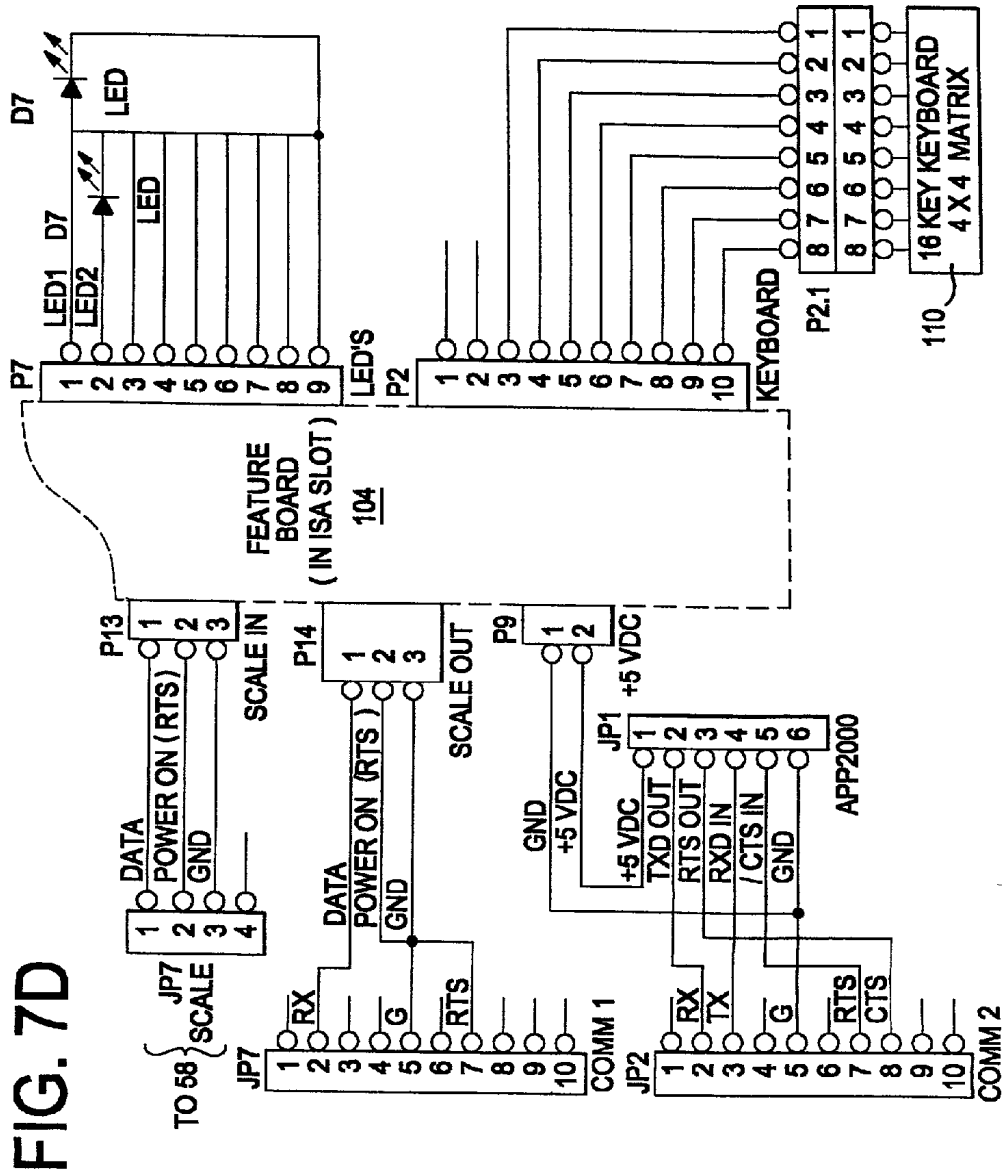 FIG. 7D
TO 58
JP7
SCALE
1
2
3
4
DATA
POWER ON ( RTS )
GND
P13
1
2
3
SCALE IN
JP7
1
2
3
4
5
6
7
8
9
10
COMM 1
RX
G
RTS
DATA
POWER ON (RTS )
GND
P14
1
2
3
SCALE OUT
JP2
1
2
3
4
5
6
7
8
9
10
COMM 2
RX
TX
G
RTS
CTS
GND
+5 VDC
P9
1
2
+5 VDC
+5 VDC
TXD OUT
RTS OUT
RXD IN
/ CTS IN
GND
JP1
1
2
3
4
5
6
APP2000
FEATURE
BOARD
( IN ISA SLOT )
104
P7
1
2
3
4
5
6
7
8
9
LED'S
LED1
LED2
D7
LED
D7
LED
P2
1
2
3
4
5
6
7
8
9
10
KEYBOARD
P2.1
8 7 6 5 4 3 2 1
8 7 6 5 4 3 2 1
16 KEY KEYBOARD
4 X 4 MATRIX
110